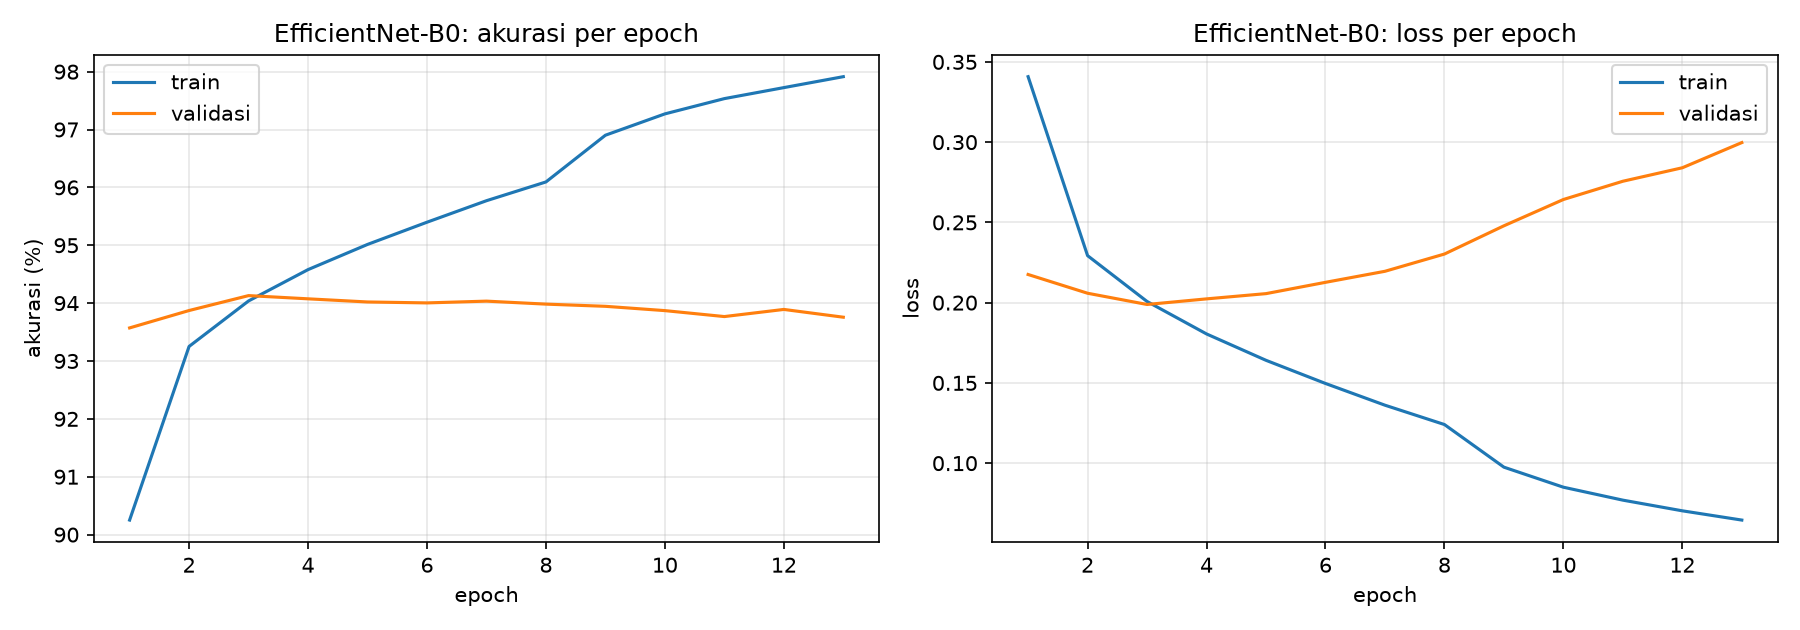 EfficientNet-B0: akurasi per epoch
train
validasi
98
97
96
95
94
93
92
91
90
akurasi (%)
2 4 6 8 10 12
epoch
EfficientNet-B0: loss per epoch
train
validasi
0.35
0.30
0.25
0.20
0.15
0.10
loss
2 4 6 8 10 12
epoch